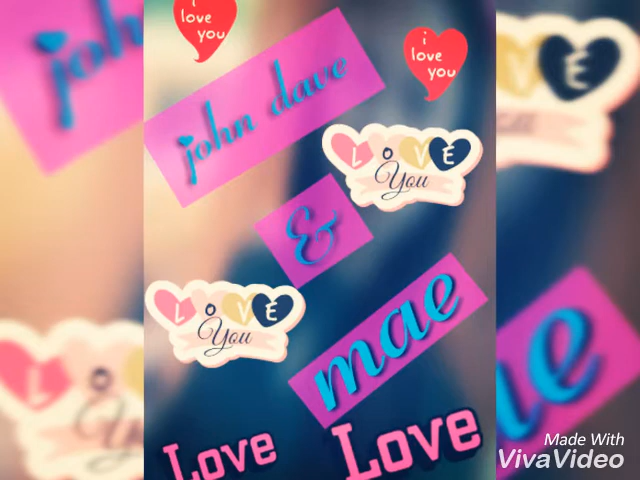 i
love
you
i
love
you
john dave
LOVE
You
&
LOVE
You
mae
Love
Love
Made With
VivaVideo